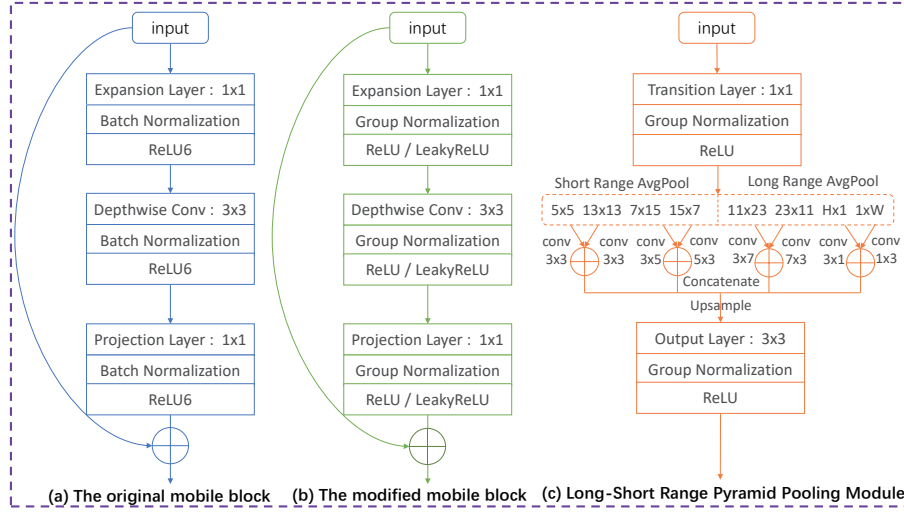 input
Expansion Layer : 1x1
Batch Normalization
ReLU6
Depthwise Conv : 3x3
Batch Normalization
ReLU6
Projection Layer : 1x1
Batch Normalization
ReLU6
(a) The original mobile block
input
Expansion Layer : 1x1
Group Normalization
ReLU / LeakyReLU
Depthwise Conv : 3x3
Group Normalization
ReLU / LeakyReLU
Projection Layer : 1x1
Group Normalization
ReLU / LeakyReLU
(b) The modified mobile block
input
Transition Layer : 1x1
Group Normalization
ReLU
Short Range AvgPool Long Range AvgPool
5x5 13x13 7x15 15x7 11x23 23x11 Hx1 1xW
conv conv conv conv conv conv conv conv
3x3 3x3 3x5 5x3 3x7 7x3 3x1 1x3
Concatenate
Upsample
Output Layer : 3x3
Group Normalization
ReLU
(c) Long-Short Range Pyramid Pooling Module